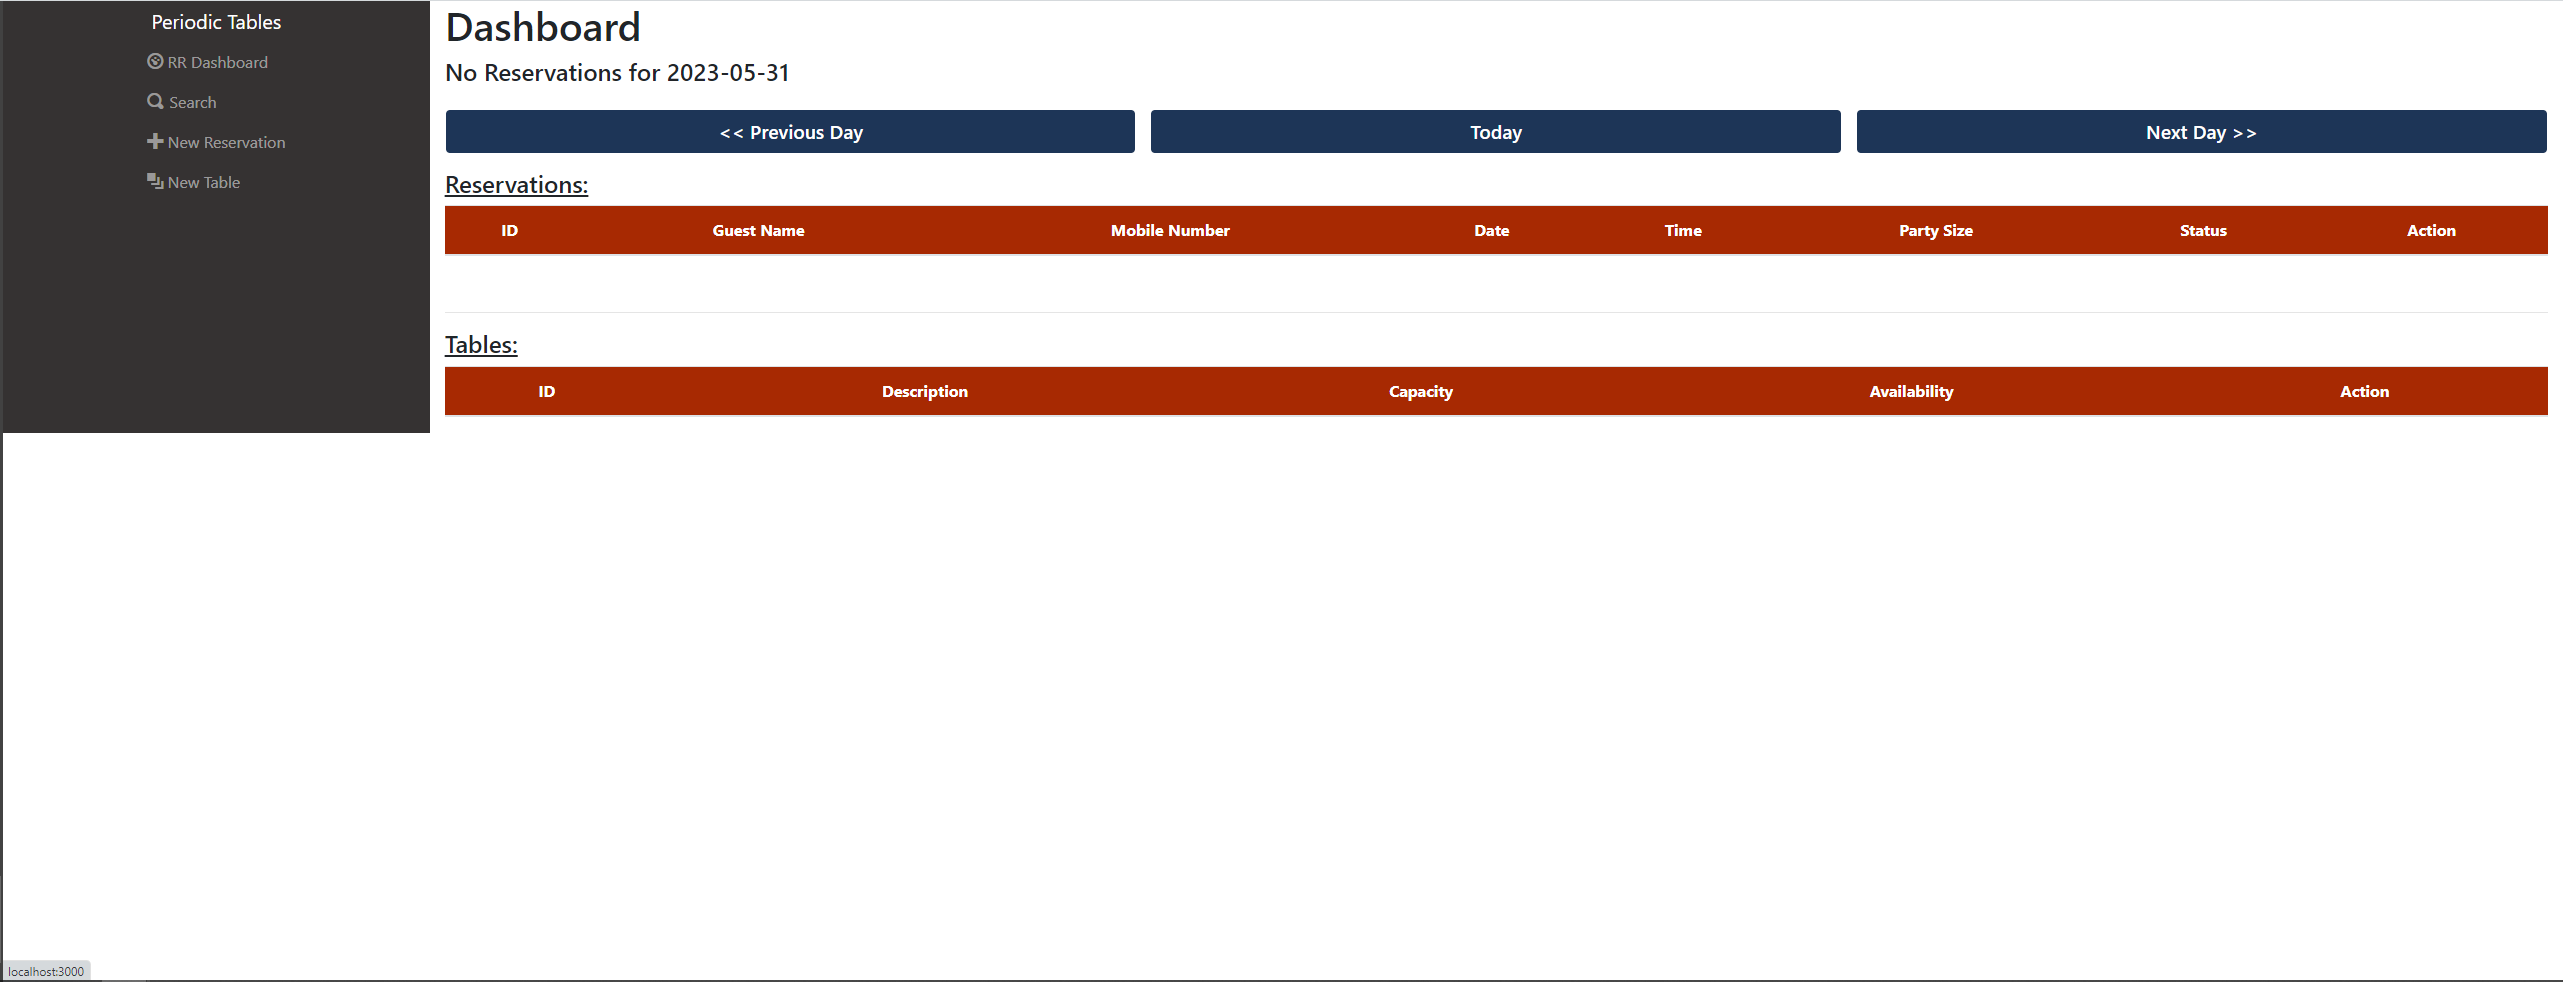 Periodic Tables
RR Dashboard
Search
New Reservation
New Table
Dashboard
No Reservations for 2023-05-31
<< Previous Day
Today
Next Day >>
Reservations:
ID Guest Name Mobile Number Date Time Party Size Status Action
Tables:
ID Description Capacity Availability Action
localhost:3000